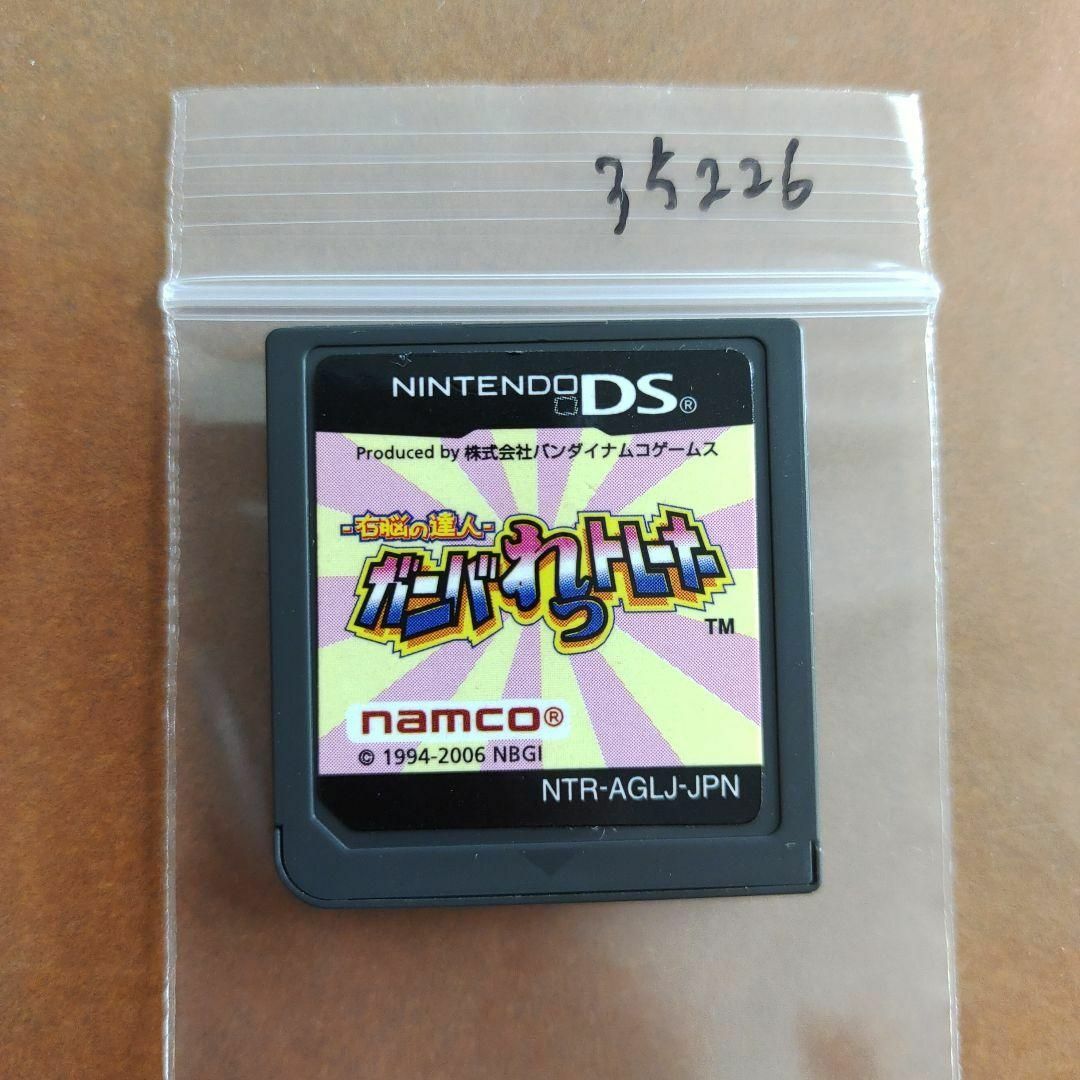 35226
NINTENDO DS®
Produced by 株式会社バンダイナムコゲームス
-右脳の達人-
ガンバれっトレーナー
TM
namco®
© 1994-2006 NBGI
NTR-AGLJ-JPN